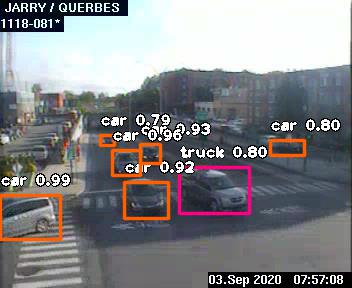 JARRY / QUERBES
1118-081*
car 0.79
car 0.93
car 0.96
car 0.80
truck 0.80
car 0.92
car 0.99
03.Sep 2020 07:57:08